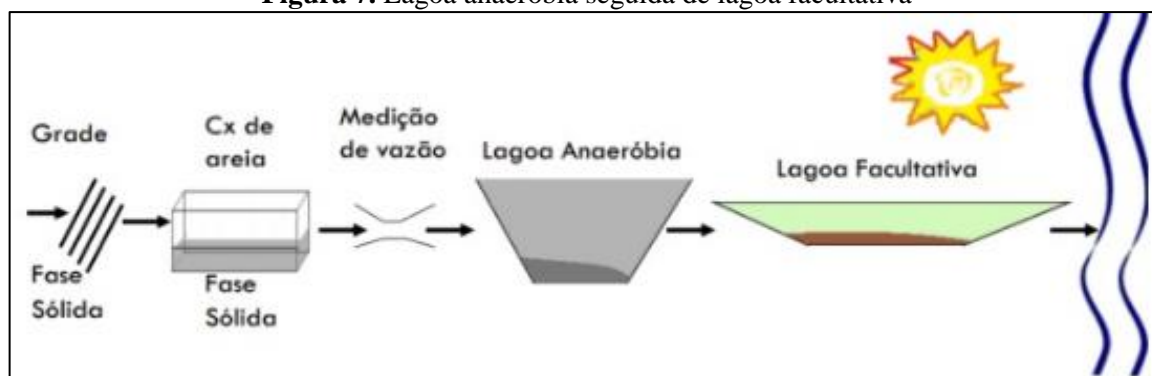 Figura 7. Lagoa anaeróbia seguida de lagoa facultativa
Grade
Fase
Sólida
Cx de
areia
Fase
Sólida
Medição
de vazão
Lagoa Anaeróbia
Lagoa Facultativa